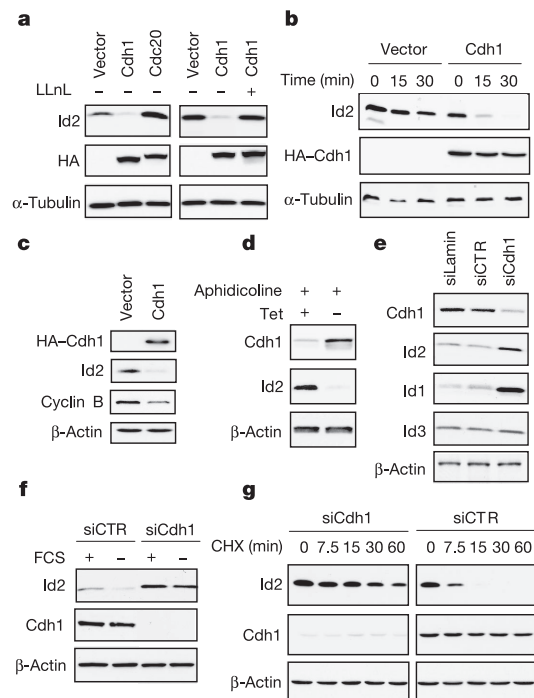 a
Vector Cdh1 Cdc20 Vector Cdh1 Cdh1
LLnL – – – – – +
Id2
HA
α-Tubulin
b
Vector Cdh1
Time (min) 0 15 30 0 15 30
Id2
HA–Cdh1
α-Tubulin
c
Vector Cdh1
HA–Cdh1
Id2
Cyclin B
β-Actin
d
Aphidicoline + +
Tet + –
Cdh1
Id2
β-Actin
e
siLamin siCTR siCdh1
Cdh1
Id2
Id1
Id3
β-Actin
f
siCTR siCdh1
FCS + – + –
Id2
Cdh1
β-Actin
g
siCdh1 siCTR
CHX (min) 0 7.5 15 30 60 0 7.5 15 30 60
Id2
Cdh1
β-Actin